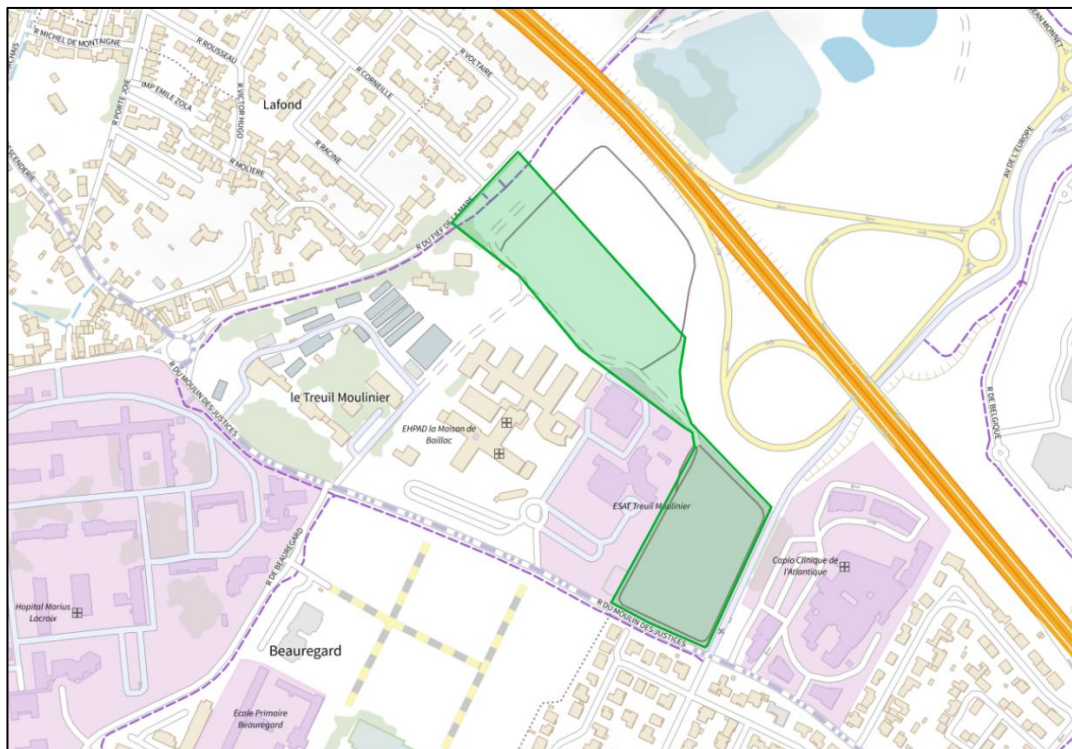 R MICHEL DE MONTAIGNE
R ROUSSEAU
R VOLTAIRE
JEAN MONNET
R CORNEILLE
Lafond
IMP EMILE ZOLA
R VICTOR HUGO
R PORTE JOIE
R RACINE
R MOLIERE
AV DE L'EUROPE
R DU FIEF DE LA MARE
R DU MOULIN DES JUSTICES
le Treuil Moulinier
EHPAD la Maison de
Baillac
R DE BELGIQUE
ESAT Treuil Moulinier
Capio Clinique de
l'Atlantique
R DE BEAUREGARD
Hopital Marius
Lacroix
R DU MOULIN DES JUSTICES
Beauregard
École Primaire
Beauregard